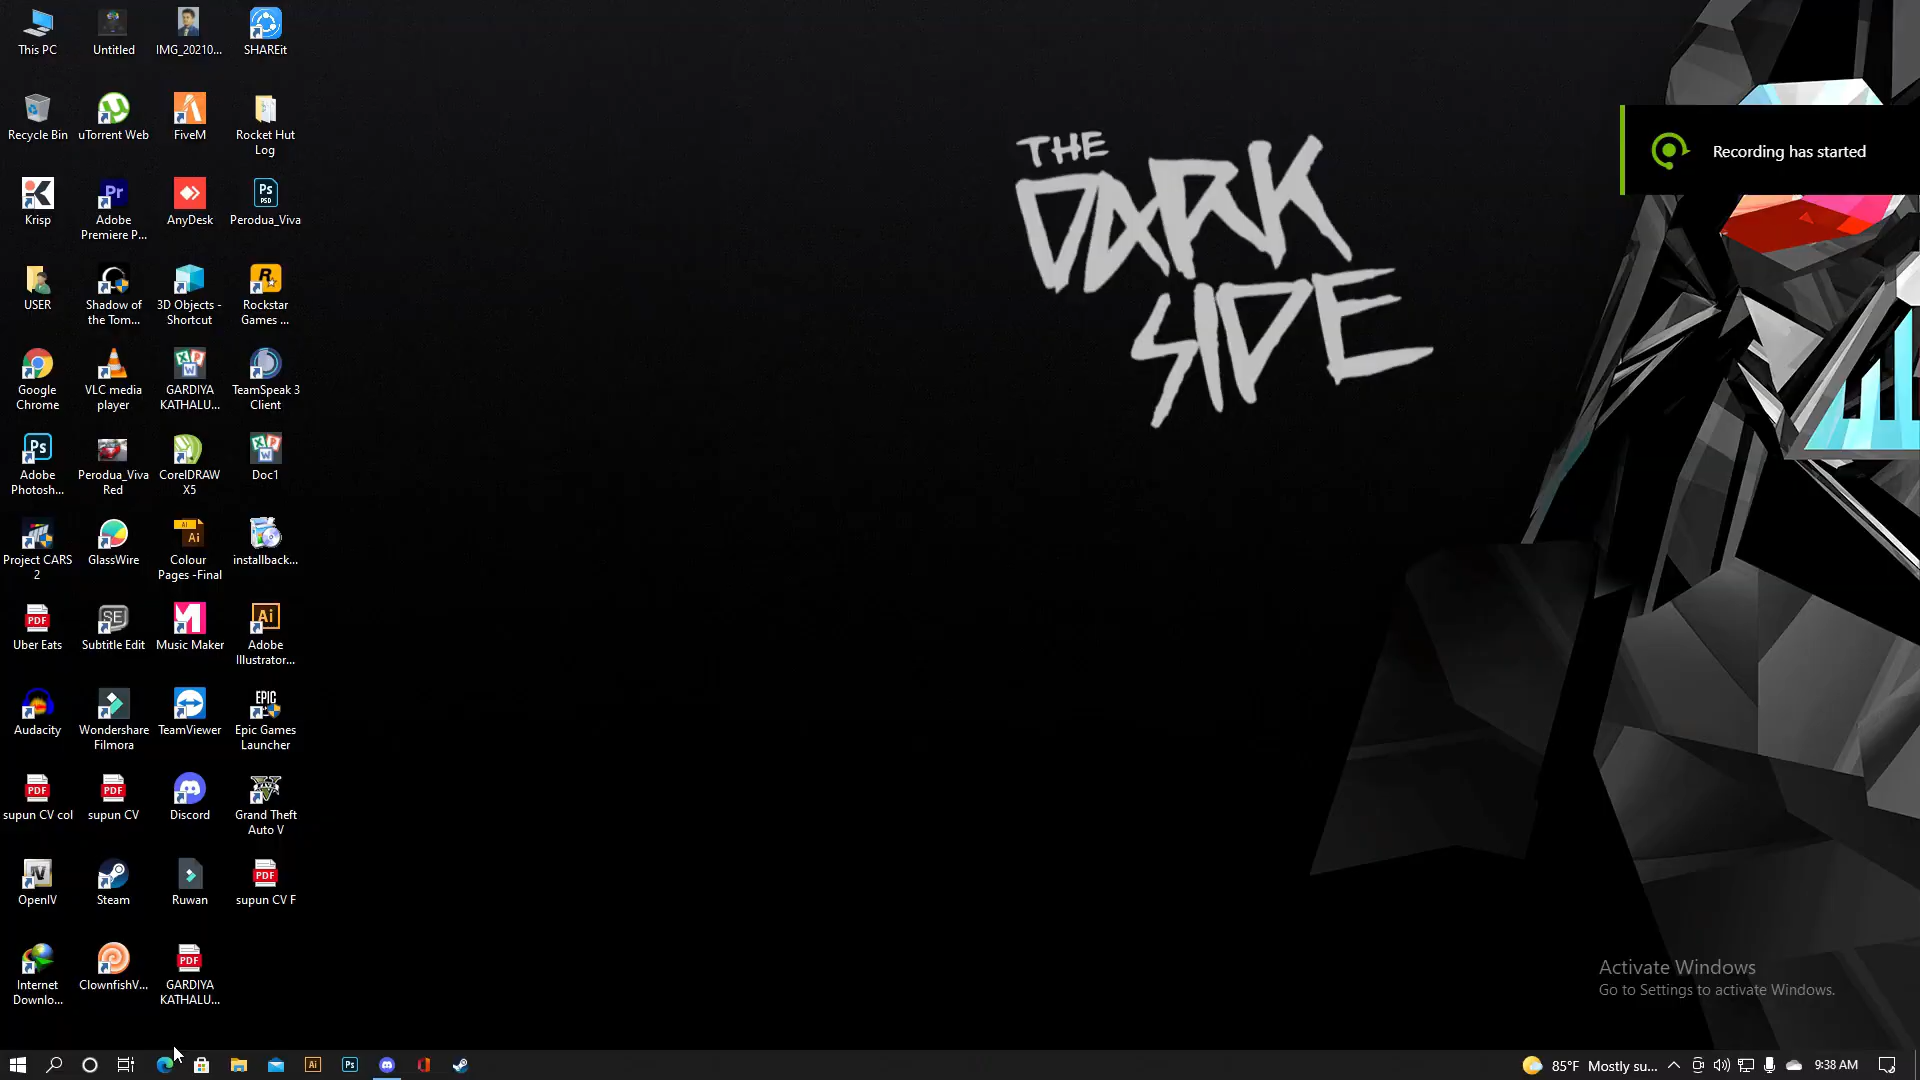 This PC
Untitled
IMG_20210...
SHAREit
Recycle Bin
uTorrent Web
FiveM
Rocket Hut
Log
Krisp
Adobe
Premiere P...
AnyDesk
Perodua_Viva
USER
Shadow of
the Tom...
3D Objects -
Shortcut
Rockstar
Games ...
Google
Chrome
VLC media
player
GARDIYA
KATHALU...
TeamSpeak 3
Client
Adobe
Photosh...
Perodua_Viva
Red
CorelDRAW
X5
Doc1
Project CARS
2
GlassWire
Colour
Pages -Final
installback...
Uber Eats
Subtitle Edit
Music Maker
Adobe
Illustrator...
Audacity
Wondershare
Filmora
TeamViewer
Epic Games
Launcher
supun CV col
supun CV
Discord
Grand Theft
Auto V
OpenIV
Steam
Ruwan
supun CV F
Internet
Downlo...
ClownfishV...
GARDIYA
KATHALU...
THE
DARK
SIDE
Recording has started
Activate Windows
Go to Settings to activate Windows.
85°F Mostly su...
9:38 AM